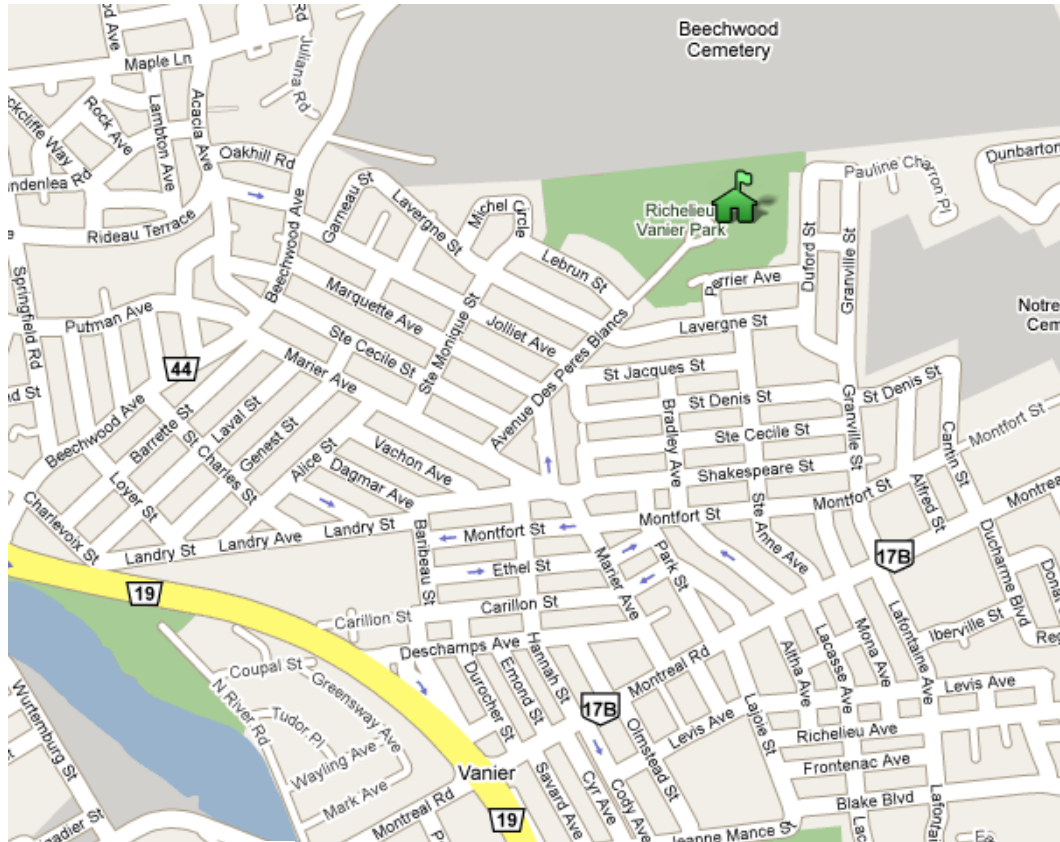 Beechwood
Cemetery
Maple Ln
Juliana Rd
Acacia Ave
Lambton Ave
Rock Ave
Way
Oakhill Rd
Rideau Terrace
Beechwood Ave
Garneau St
Lavergne St
Michel Circle
Lebrun St
Richelieu
Vanier Park
Pauline Charron Pl
Dunbarton
Duford St
Granville St
Perrier Ave
Lavergne St
Springfield Rd
Putman Ave
Marquette Ave
Ste Monique St
Jolliet Ave
Ste Cecile St
Marier Ave
Avenue Des Peres Blancs
St Jacques St
St Denis St
St Denis St
Bradley Ave
Ste Cecile St
Shakespeare St
Granville St
Cantin St
Montfort St
Montfort St
Montfort St
Montfort St
Alfred St
44
Beechwood Ave
Barrette St
Laval St
Genest St
Loyer St
St Charles St
Alice St
Dagmar Ave
Vachon Ave
Charlevoix St
Landry St
Landry Ave
Landry St
Baribeau St
Ethel St
Carillon St
Carillon St
Deschamps Ave
Hannah St
Marier Ave
Park St
Ste Anne Ave
17B
19
Coupal St
Greensway Ave
N River Rd
Tudor Pl
Wayling Ave
Mark Ave
Wurtemburg St
Durocher St
Emond St
17B
Montreal Rd
Montreal Rd
Vanier
19
Savard Ave
Cyr Ave
Cody Ave
Olmstead St
Levis Ave
Lajoie St
Altha Ave
Lacasse Ave
Mona Ave
Lafontaine Ave
Iberville St
Ducharme Blvd
Levis Ave
Richelieu Ave
Frontenac Ave
Blake Blvd
Jeanne Mance St